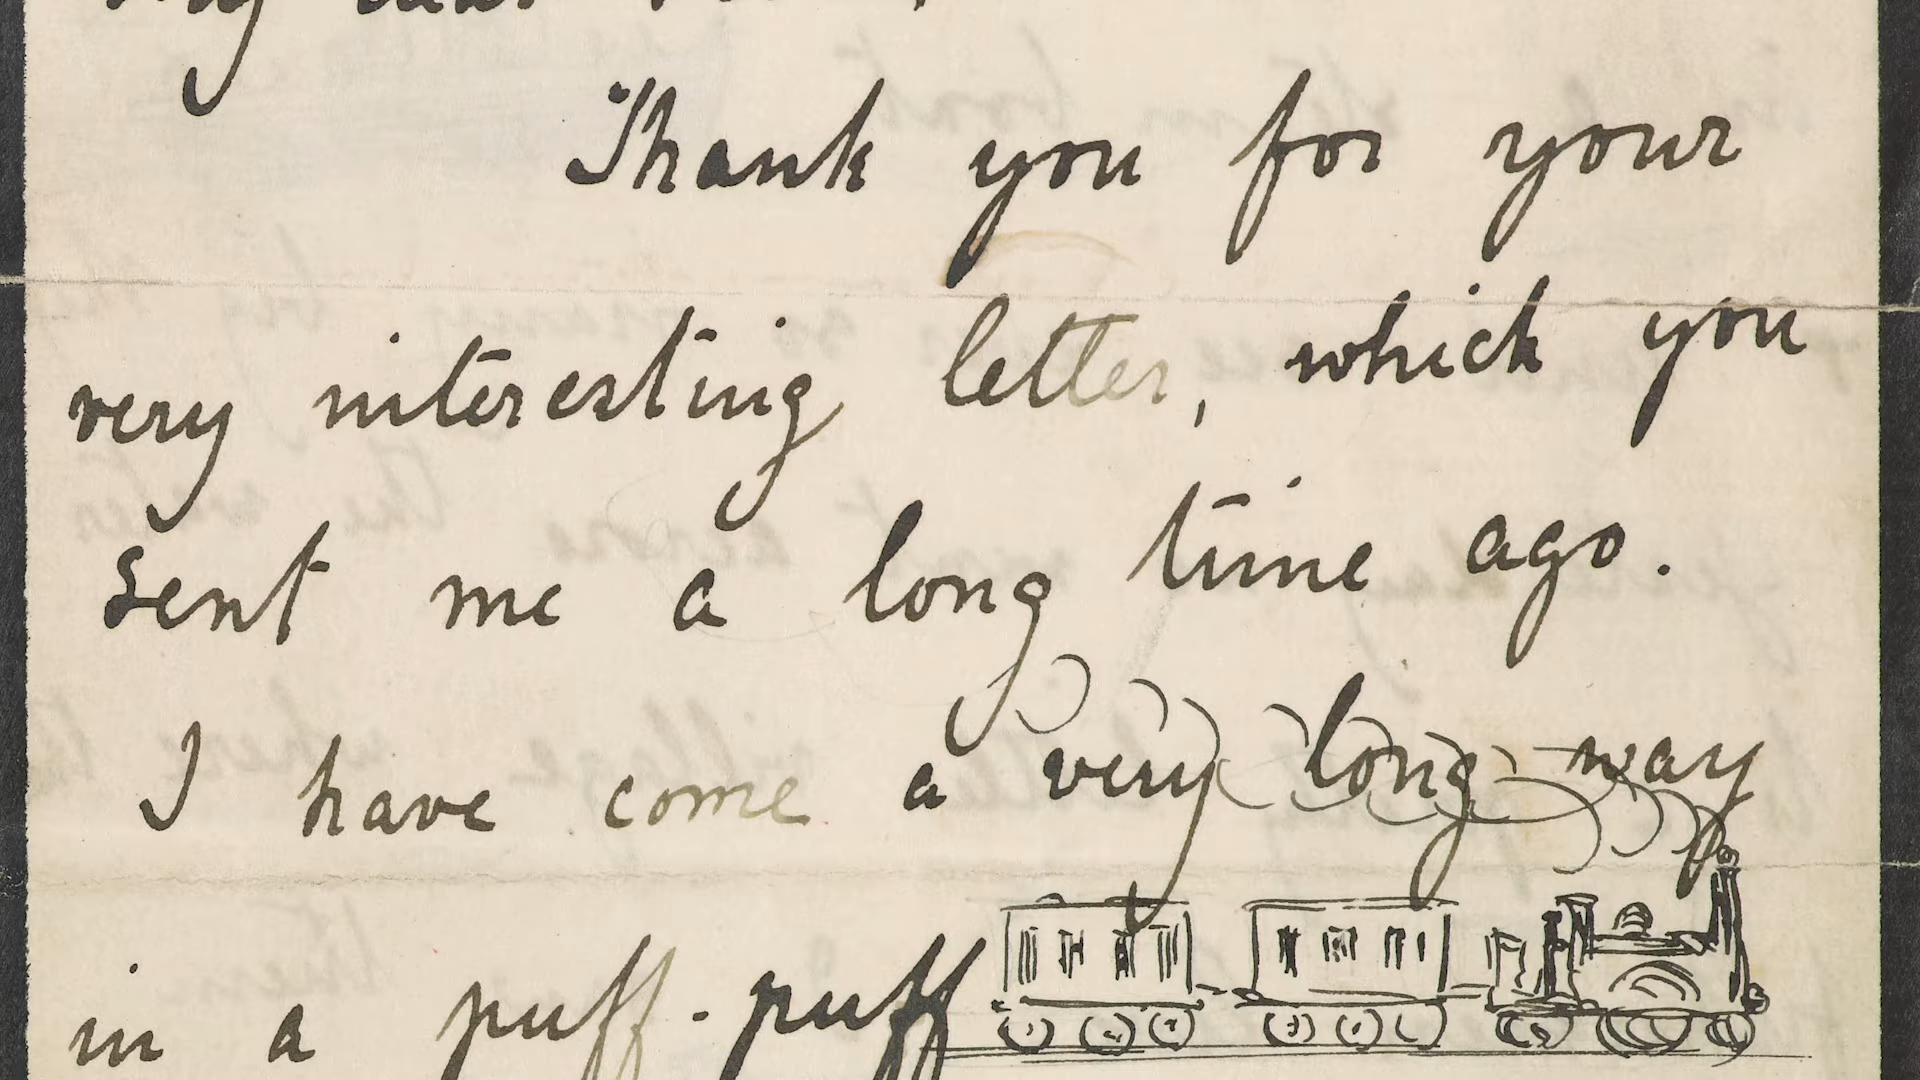 Thank you for your
very interesting letter, which you
sent me a long time ago.
I have come a very long way
in a puff-puff